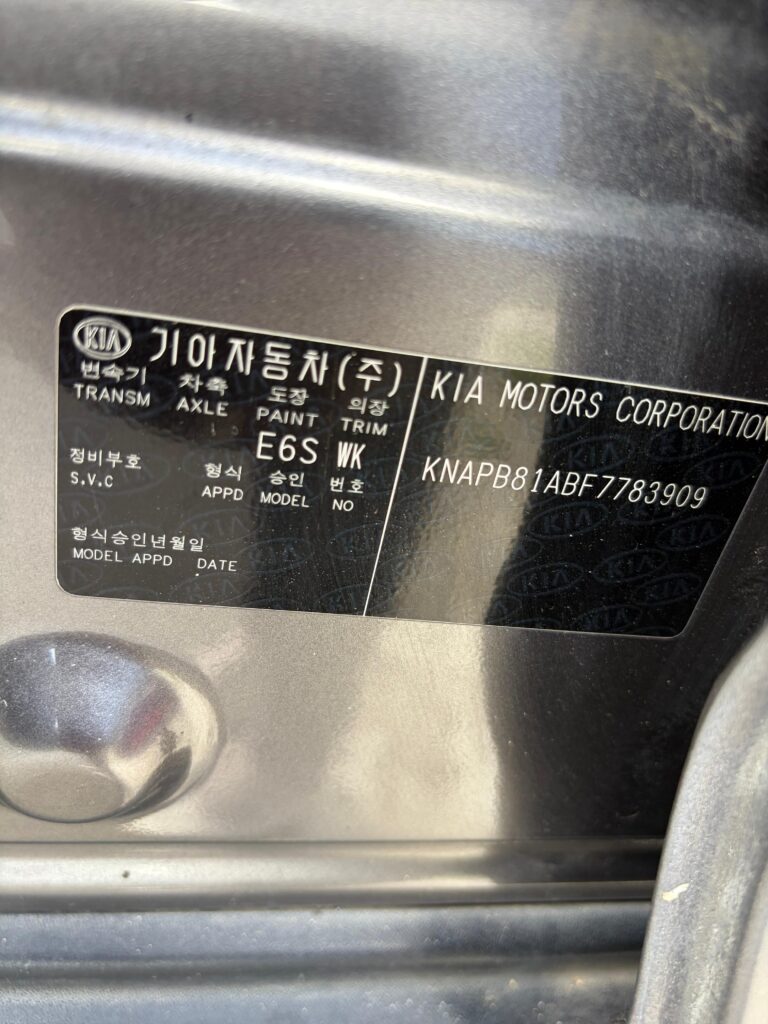 KIA 기아자동차(주)
변속기 차축 도장 의장
TRANSM AXLE PAINT TRIM
E6S WK
정비부호 형식 승인 번호
S.V.C APPD MODEL NO
형식승인년월일
MODEL APPD DATE
KIA MOTORS CORPORATION
KNAPB81ABF7783909